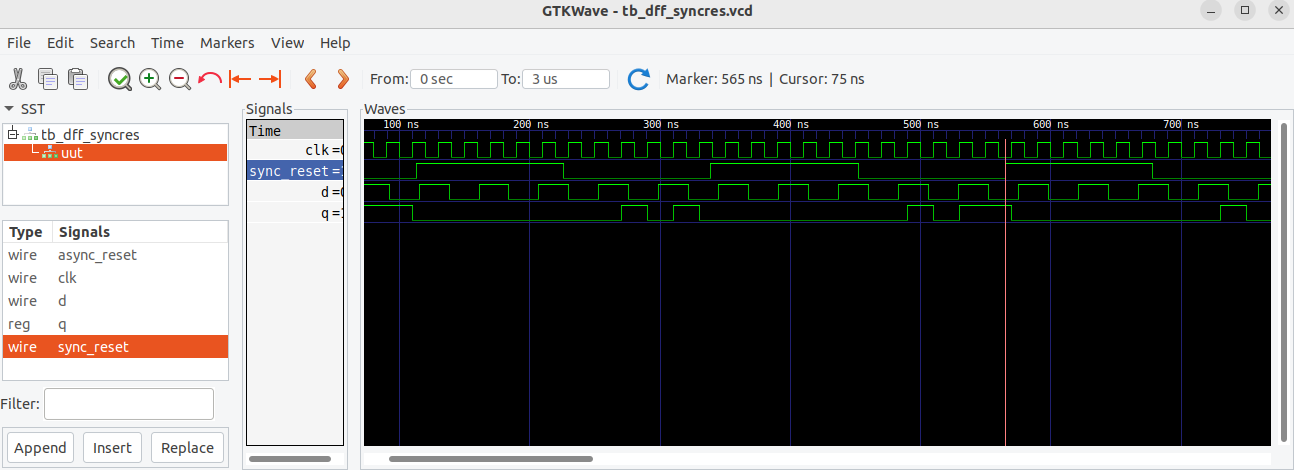 GTKWave - tb_dff_syncres.vcd
File Edit Search Time Markers View Help
From: 0 sec To: 3 us Marker: 565 ns | Cursor: 75 ns
SST
tb_dff_syncres
uut
Type Signals
wire async_reset
wire clk
wire d
reg q
wire sync_reset
Filter:
Append Insert Replace
Signals
Time
clk =0
sync_reset =1
d =0
q =1
Waves
100 ns 200 ns 300 ns 400 ns 500 ns 600 ns 700 ns